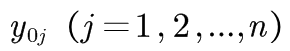 y₀ⱼ (j=1,2,...,n)